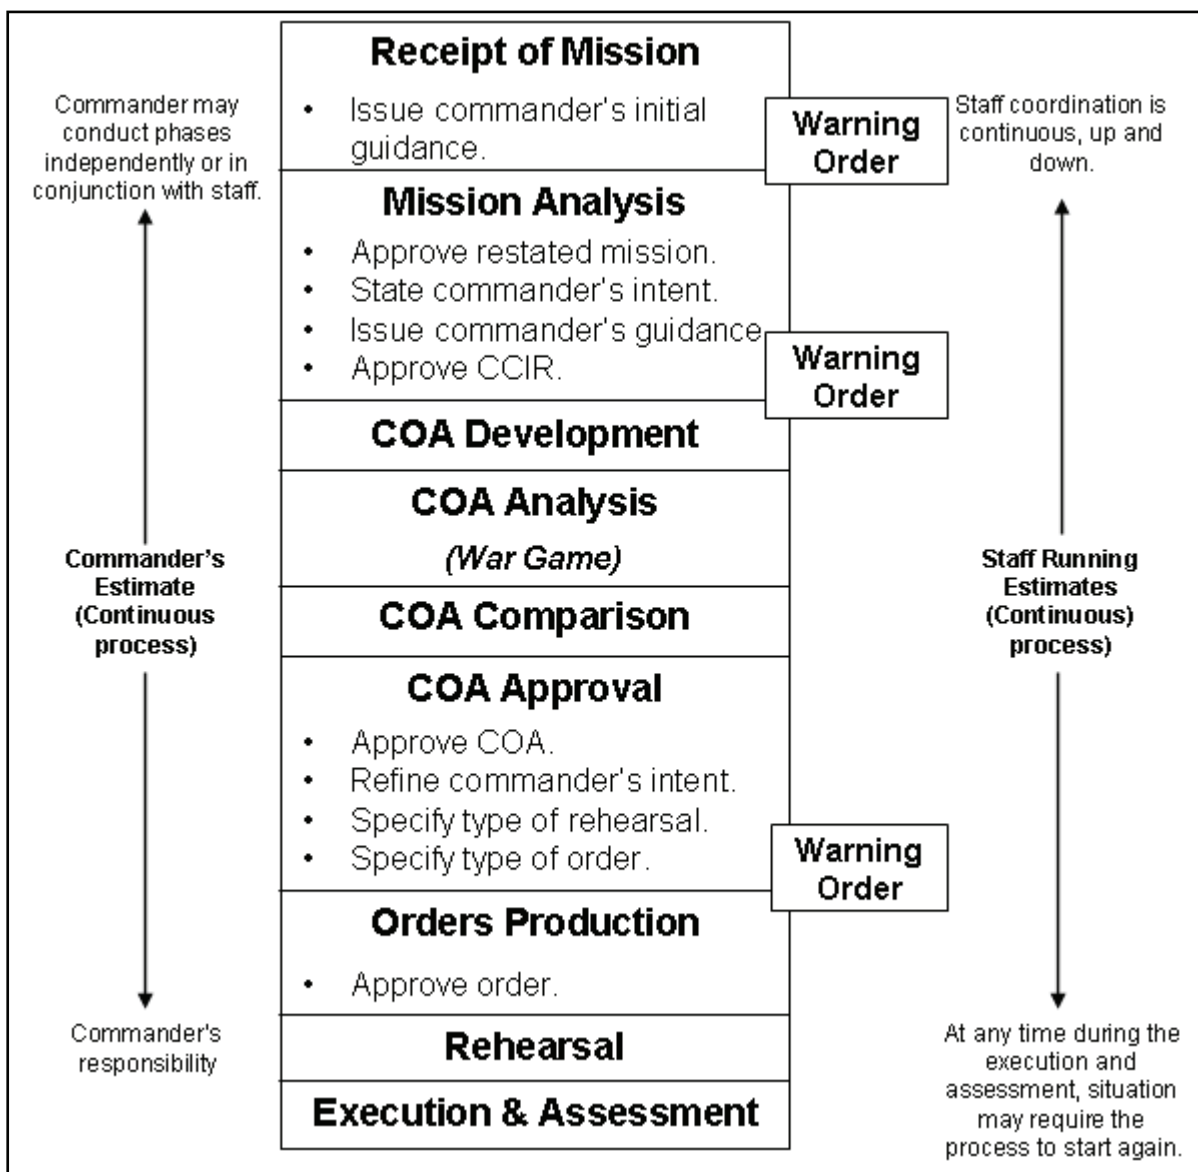 Receipt of Mission
• Issue commander's initial
guidance.
Warning
Order
Mission Analysis
• Approve restated mission.
• State commander's intent.
• Issue commander's guidance
• Approve CCIR.
Warning
Order
COA Development
COA Analysis
(War Game)
COA Comparison
COA Approval
• Approve COA.
• Refine commander's intent.
• Specify type of rehearsal.
• Specify type of order.
Warning
Order
Orders Production
• Approve order.
Rehearsal
Execution & Assessment
Commander may
conduct phases
independently or in
conjunction with staff.
Commander's
Estimate
(Continuous
process)
Commander's
responsibility
Staff coordination is
continuous, up and
down.
Staff Running
Estimates
(Continuous)
process)
At any time during the
execution and
assessment, situation
may require the
process to start again.